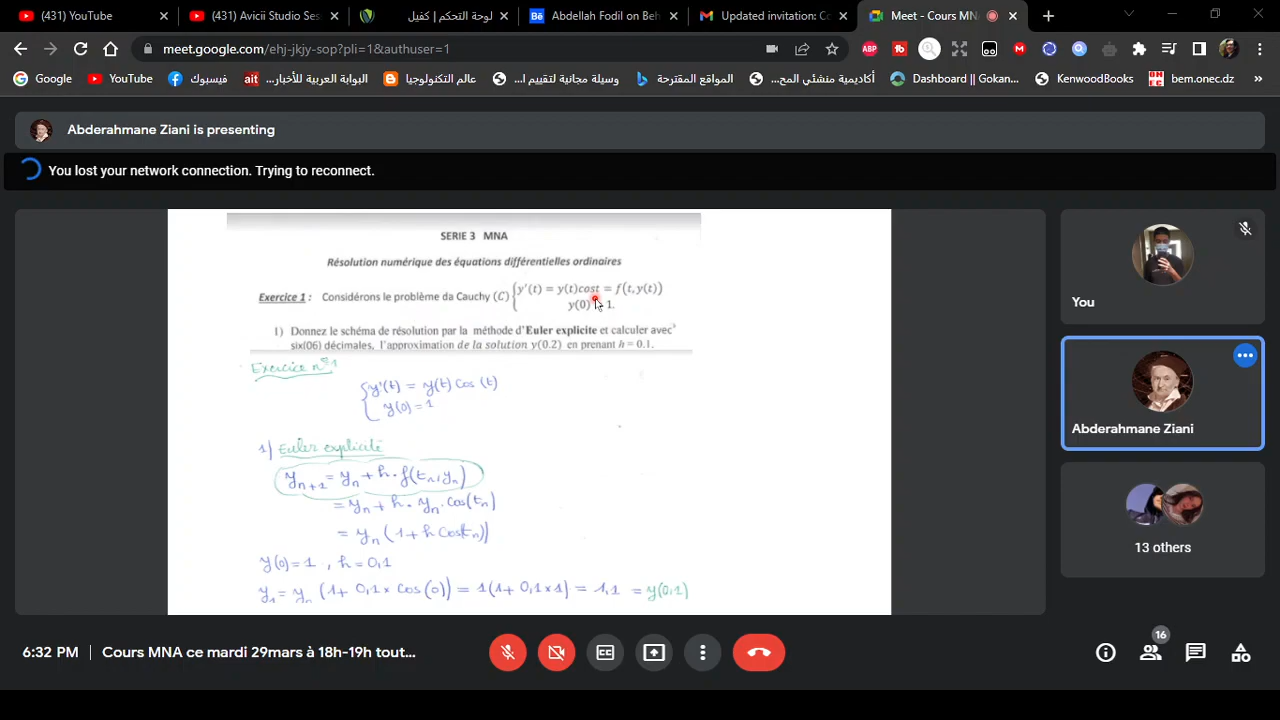 (431) YouTube
(431) Avicii Studio Ses
لوحة التحكم | كفيل
Abdellah Fodil on Beh
Updated invitation: Co
Meet - Cours MN
meet.google.com/ehj-jkjy-sop?pli=1&authuser=1
Google
YouTube
فيسبوك
البوابة العربية للأخبار...
عالم التكنولوجيا
وسيلة مجانية لتقييم ا...
المواقع المقترحة
أكاديمية منشئي المح...
Dashboard || Gokan...
KenwoodBooks
bem.onec.dz
»
Abderahmane Ziani is presenting
You lost your network connection. Trying to reconnect.
SERIE 3 MNA
Résolution numérique des équations différentielles ordinaires
Exercice 1 : Considérons le problème da Cauchy (C) { y'(t) = y(t)cost = f(t, y(t))
y(0) = 1.
1) Donnez le schéma de résolution par la méthode d'Euler explicite et calculer avec
six(06) décimales, l'approximation de la solution y(0.2) en prenant h = 0.1.
Exercice n°1
{ y'(t) = y(t) Cos (t)
y(0) = 1
1) Euler explicite
yn+1 = yn + h · f(tn, yn)
= yn + h · yn · cos(tn)
= yn (1 + h Cos tn)
y(0) = 1 , h = 0,1
y1 = yn (1 + 0,1 × cos(0)) = 1(1 + 0,1×1) = 1,1 = y(0,1)
You
Abderahmane Ziani
13 others
6:32 PM | Cours MNA ce mardi 29mars à 18h-19h tout...
16